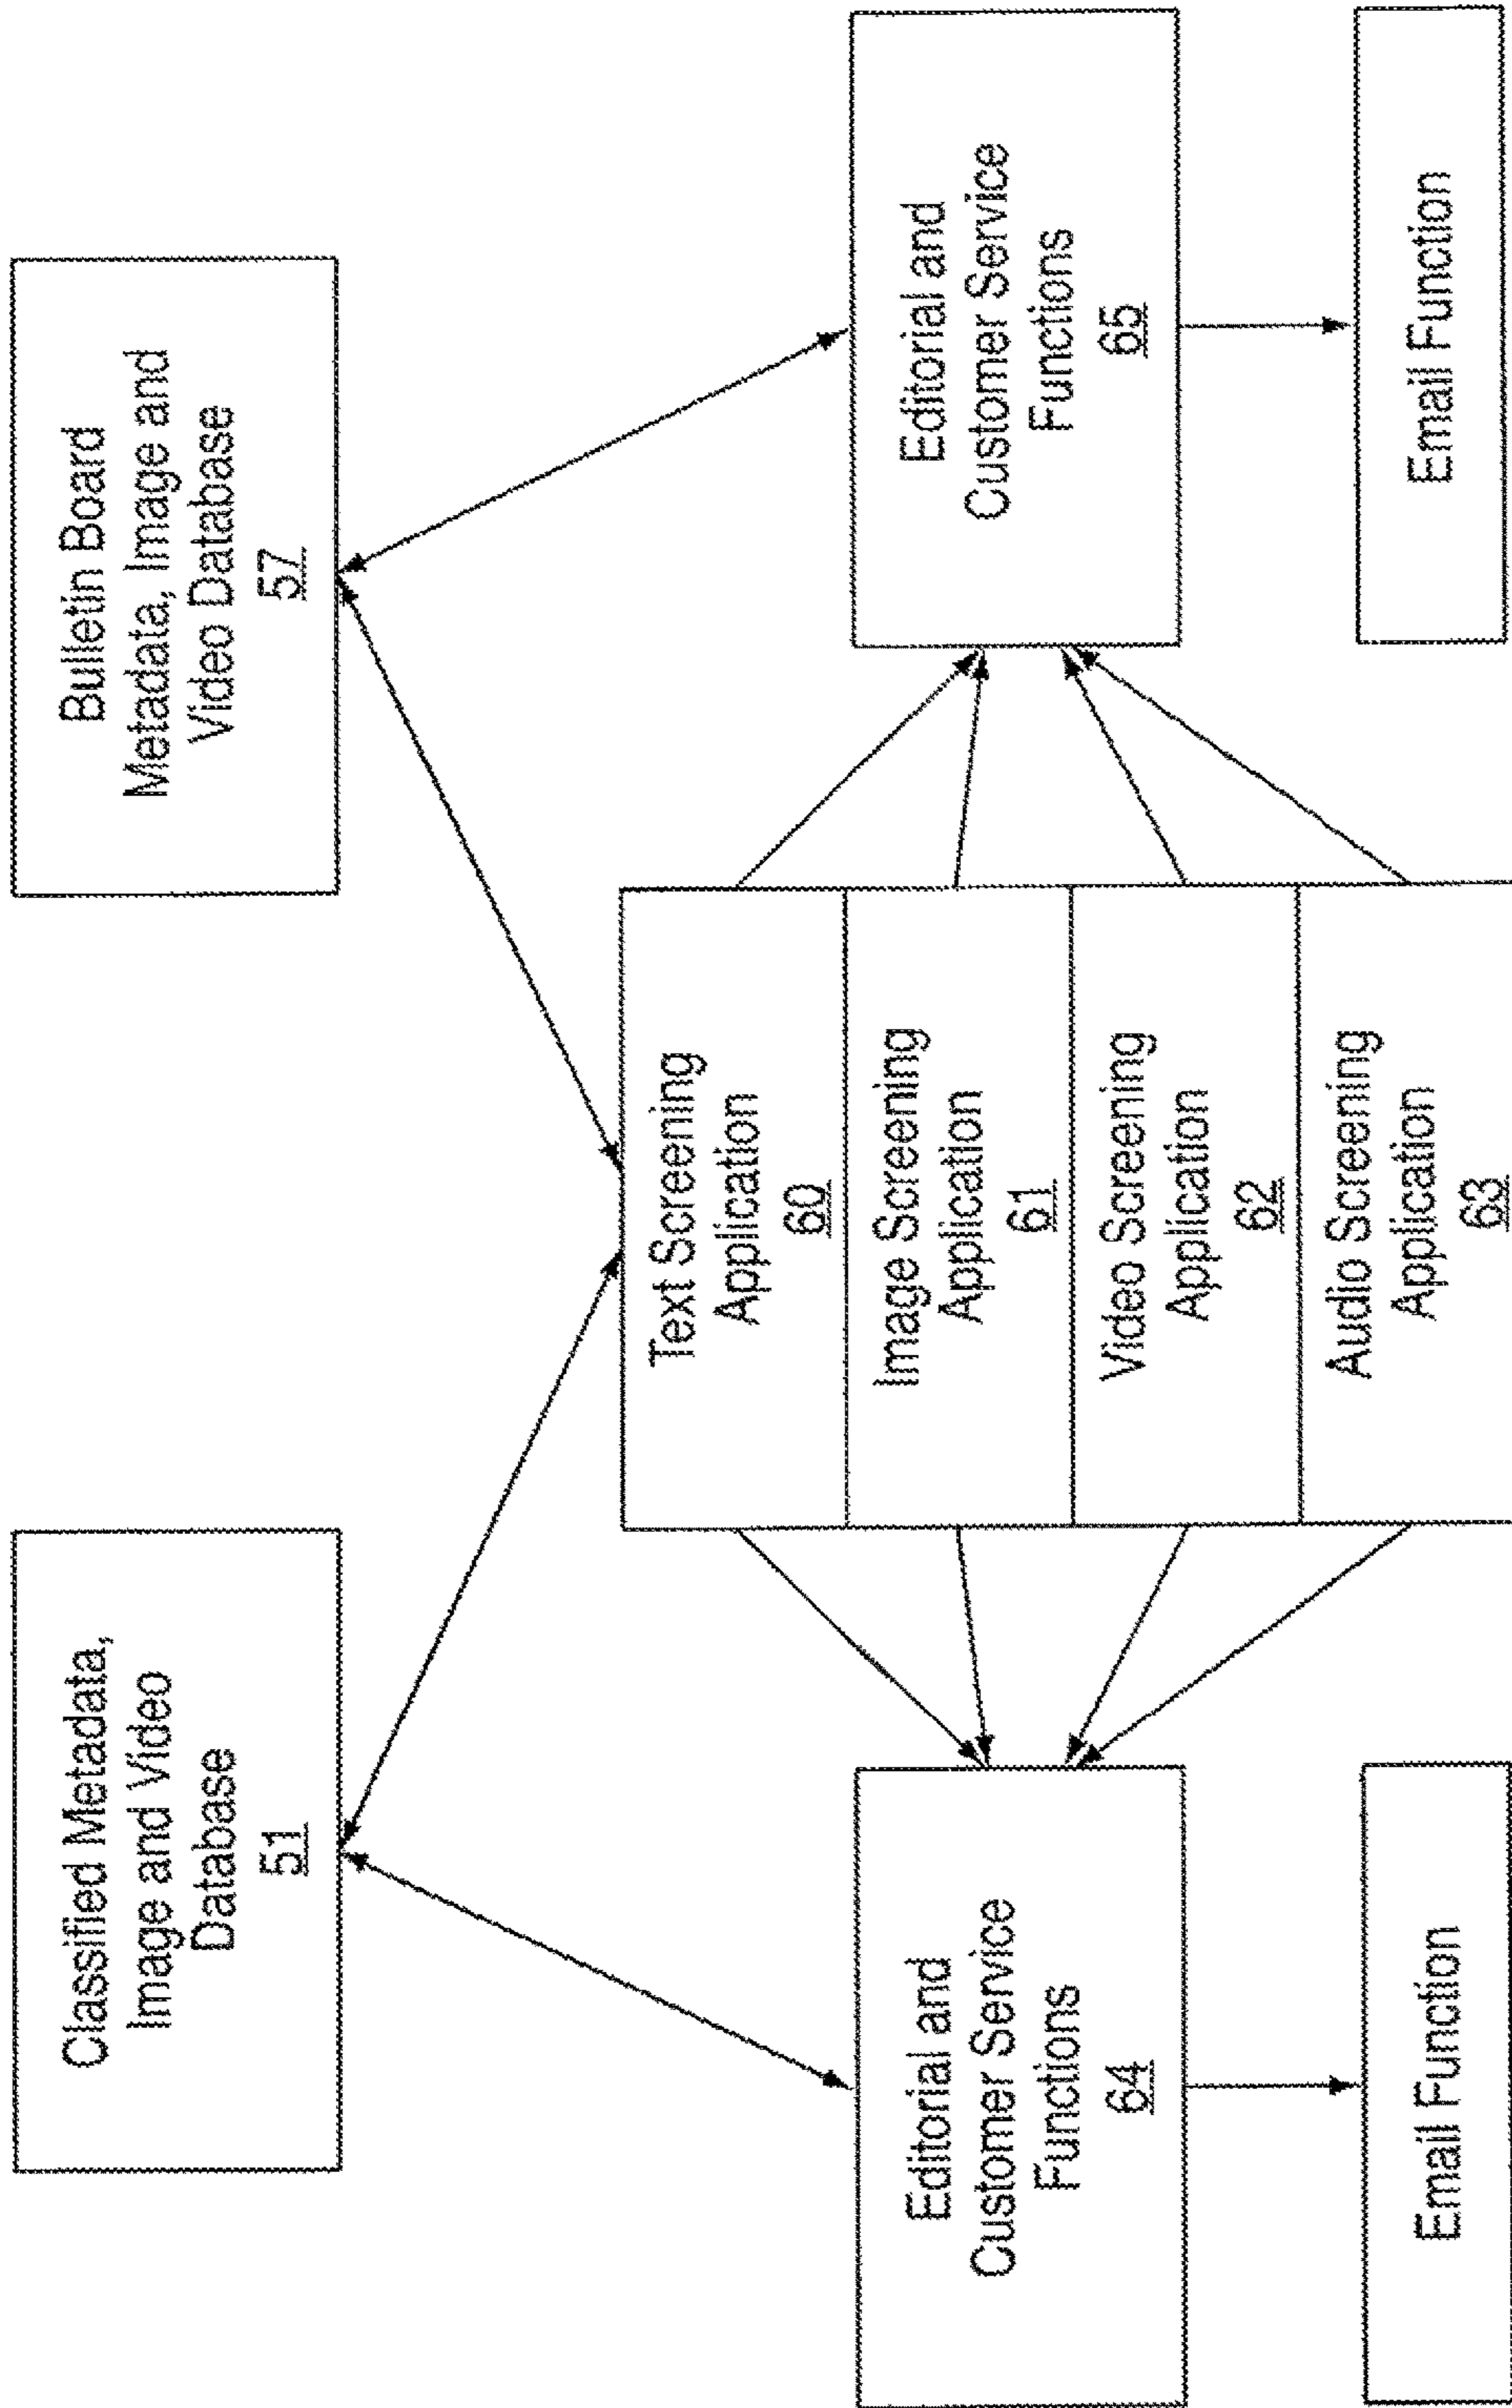 Classified Metadata,
Image and Video
Database
51
Bulletin Board
Metadata, Image and
Video Database
57
Text Screening
Application
60
Image Screening
Application
61
Video Screening
Application
62
Audio Screening
Application
63
Editorial and
Customer Service
Functions
64
Editorial and
Customer Service
Functions
65
Email Function
Email Function